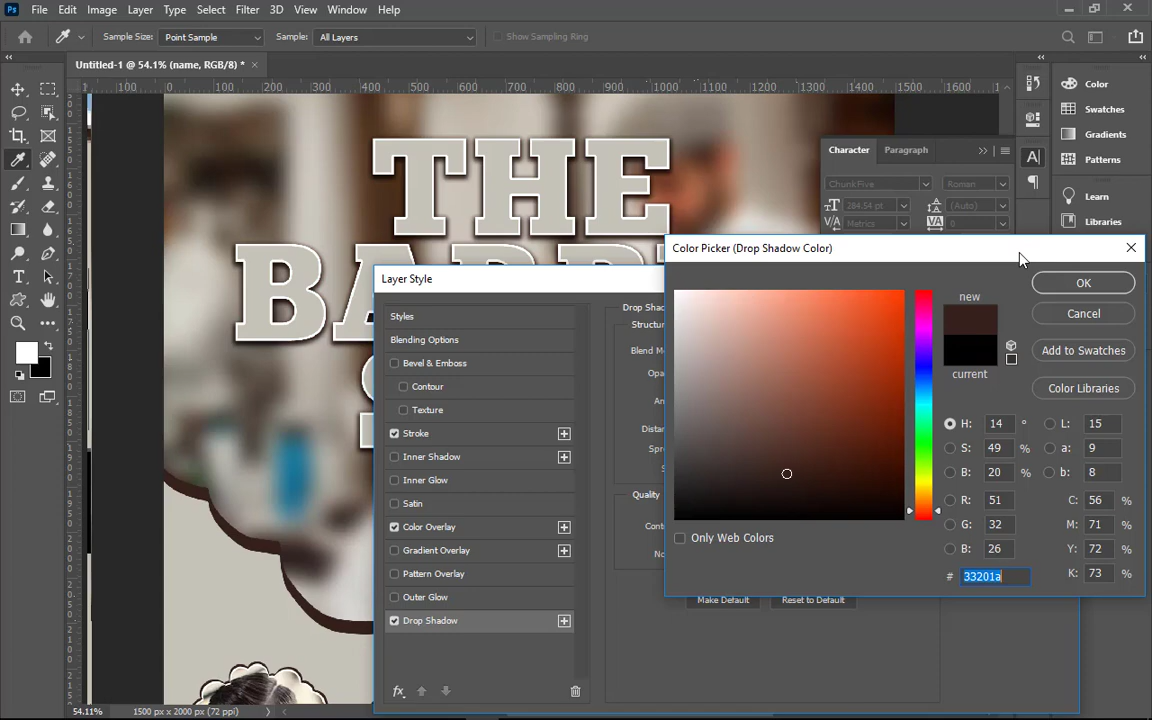 Ps File Edit Image Layer Type Select Filter 3D View Window Help
Sample Size: Point Sample Sample: All Layers Show Sampling Ring
Untitled-1 @ 54.1% (name, RGB/8) *
100 100 200 300 400 500 600 700 800 900 1000 1100 1200 1300 1400 1500 1600
Color
Swatches
Gradients
Patterns
Learn
Libraries
Character Paragraph
ChunkFive Roman
284.54 pt (Auto)
Metrics 0
THE
Layer Style
Styles
Blending Options
Bevel & Emboss
Contour
Texture
Stroke
Inner Shadow
Inner Glow
Satin
Color Overlay
Gradient Overlay
Pattern Overlay
Outer Glow
Drop Shadow
fx
Drop Shad
Structu
Blend M
Opa
An
Distan
Spre
S
Quality
Conto
No
Make Default Reset to Default
Color Picker (Drop Shadow Color)
new
current
OK
Cancel
Add to Swatches
Color Libraries
H: 14 °
S: 49 %
B: 20 %
R: 51
G: 32
B: 26
# 33201a
L: 15
a: 9
b: 8
C: 56 %
M: 71 %
Y: 72 %
K: 73 %
Only Web Colors
54.11% 1500 px x 2000 px (72 ppi)